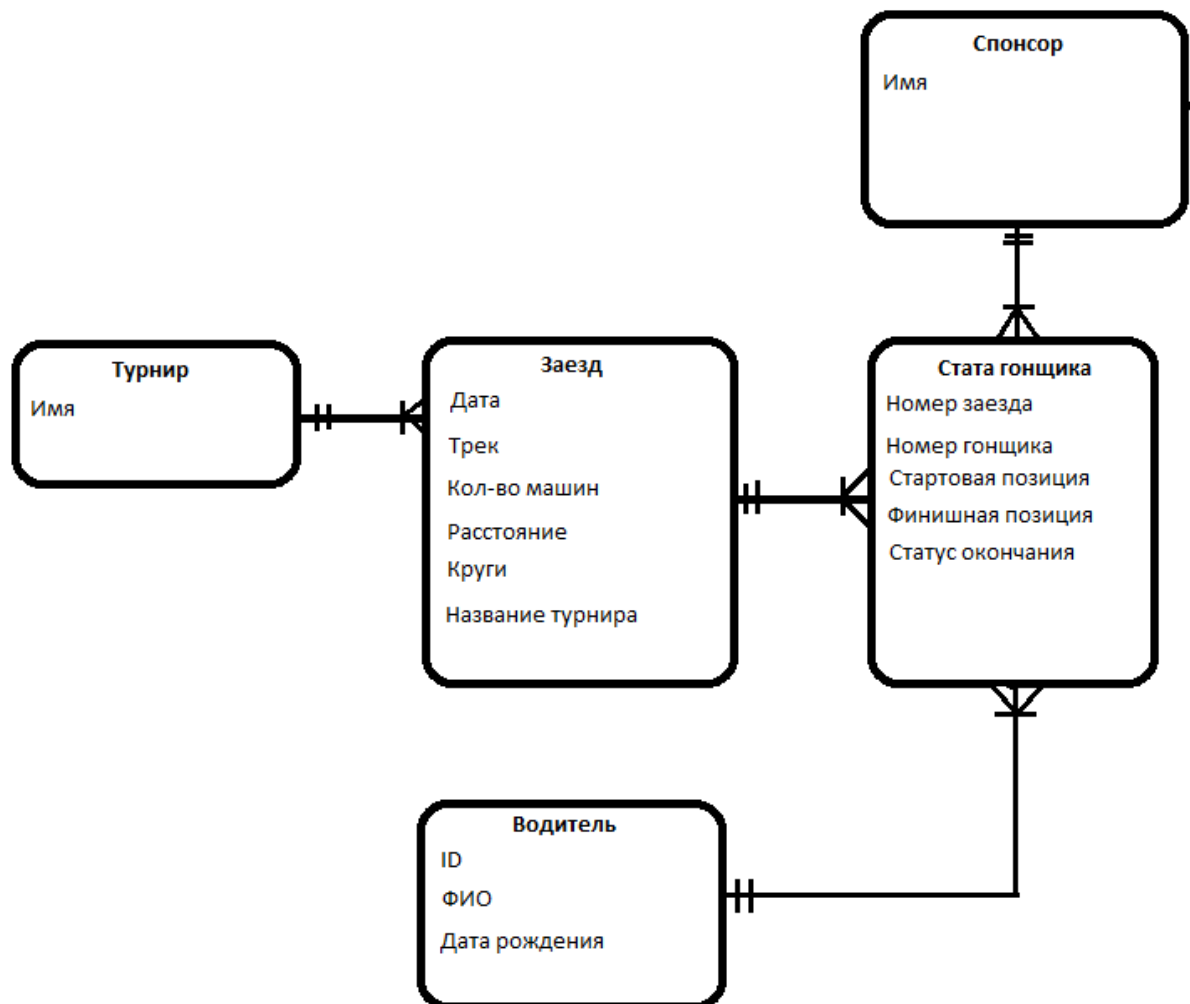 Спонсор
Имя
Турнир
Имя
Заезд
Дата
Трек
Кол-во машин
Расстояние
Круги
Название турнира
Стата гонщика
Номер заезда
Номер гонщика
Стартовая позиция
Финишная позиция
Статус окончания
Водитель
ID
ФИО
Дата рождения